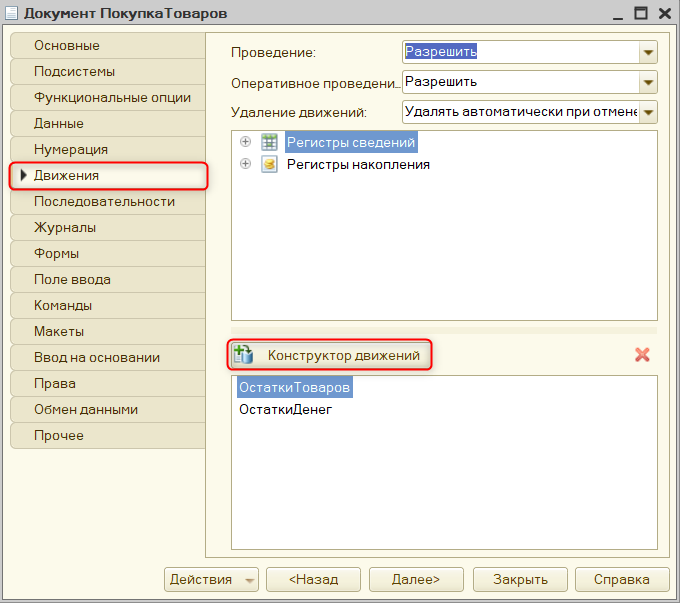 Документ ПокупкаТоваров
Основные
Подсистемы
Функциональные опции
Данные
Нумерация
Движения
Последовательности
Журналы
Формы
Поле ввода
Команды
Макеты
Ввод на основании
Права
Обмен данными
Прочее
Проведение:
Разрешить
Оперативное проведени...
Разрешить
Удаление движений:
Удалять автоматически при отмене
Регистры сведений
Регистры накопления
Конструктор движений
ОстаткиТоваров
ОстаткиДенег
Действия
<Назад
Далее>
Закрыть
Справка